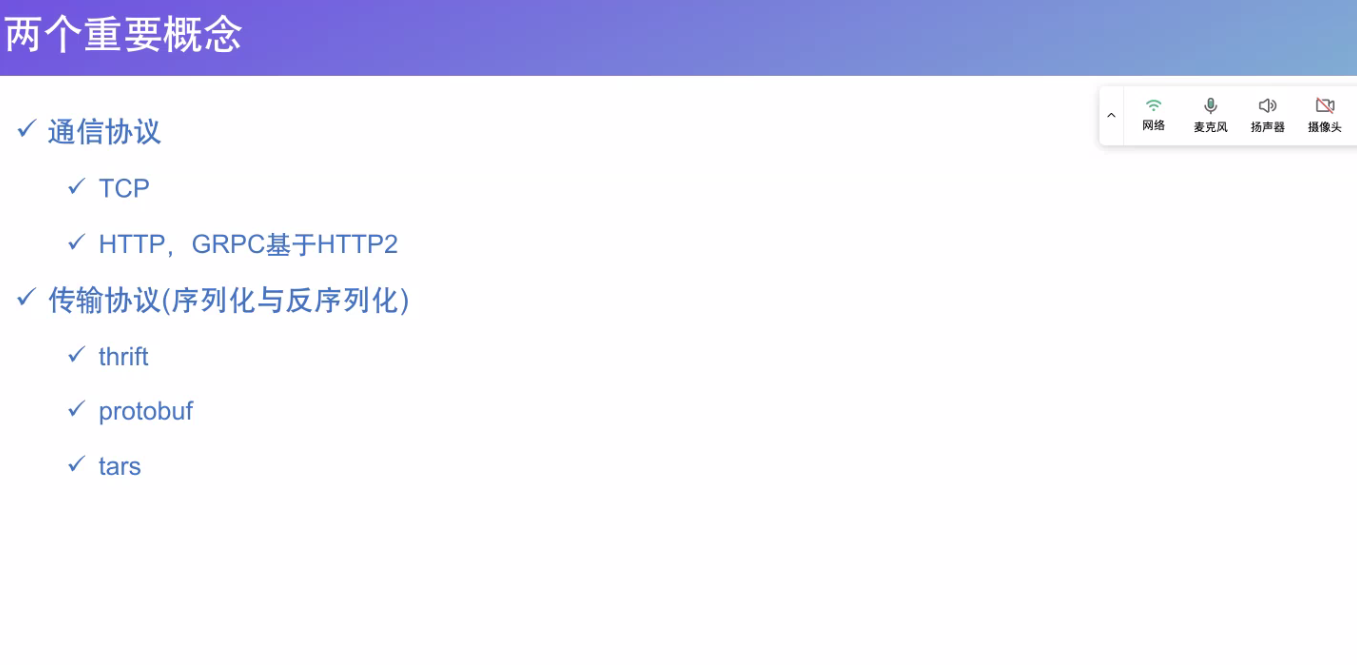 两个重要概念
通信协议
TCP
HTTP，GRPC基于HTTP2
传输协议(序列化与反序列化)
thrift
protobuf
tars
网络
麦克风
扬声器
摄像头